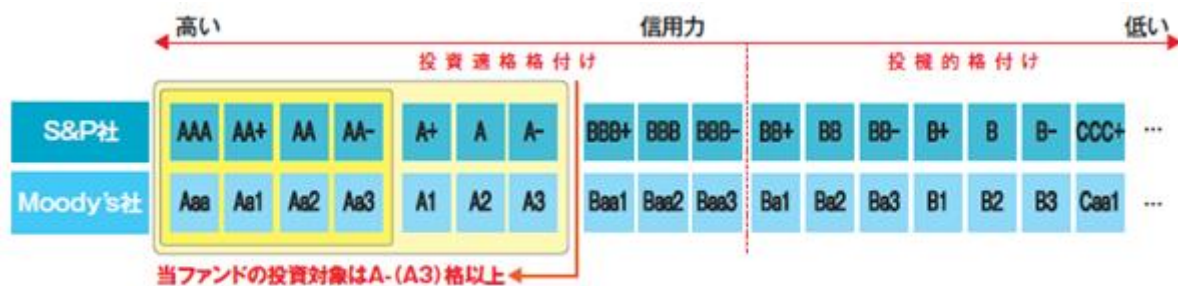 高い 信用力 低い
投資適格格付け 投機的格付け
S&P社 AAA AA+ AA AA- A+ A A- BBB+ BBB BBB- BB+ BB BB- B+ B B- CCC+ …
Moody's社 Aaa Aa1 Aa2 Aa3 A1 A2 A3 Baa1 Baa2 Baa3 Ba1 Ba2 Ba3 B1 B2 B3 Caa1 …
当ファンドの投資対象はA-(A3)格以上